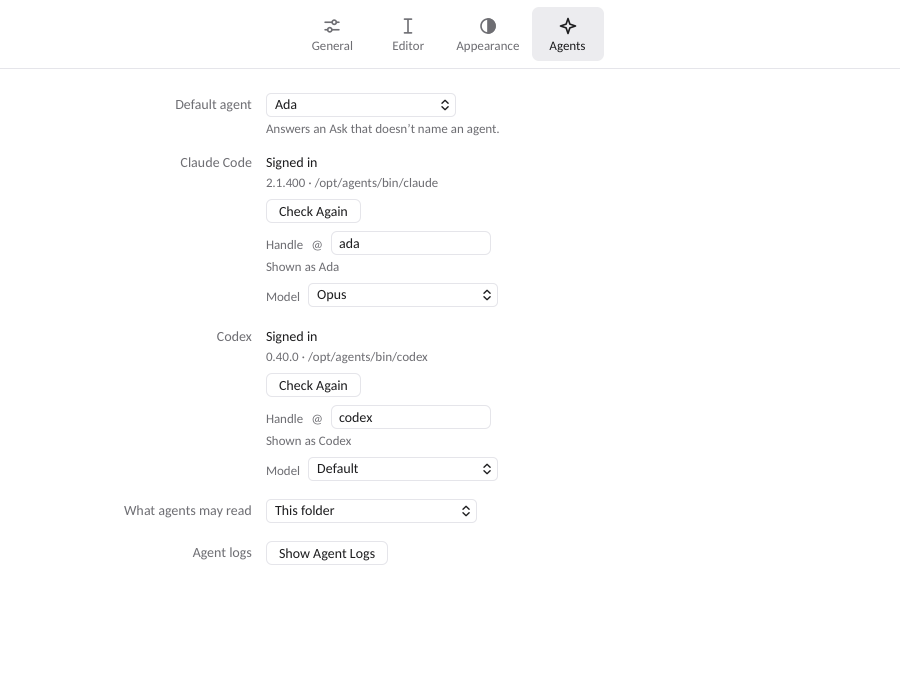 General
Editor
Appearance
Agents
Default agent
Ada
Answers an Ask that doesn’t name an agent.
Claude Code
Signed in
2.1.400 · /opt/agents/bin/claude
Check Again
Handle @ ada
Shown as Ada
Model Opus
Codex
Signed in
0.40.0 · /opt/agents/bin/codex
Check Again
Handle @ codex
Shown as Codex
Model Default
What agents may read
This folder
Agent logs
Show Agent Logs